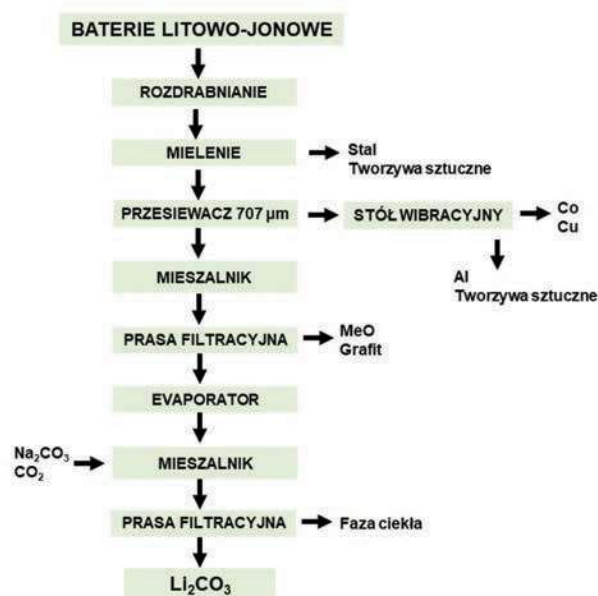 BATERIE LITOWO-JONOWE
ROZDRABNIANIE
MIELENIE
Stal
Tworzywa sztuczne
PRZESIEWACZ 707 µm
STÓŁ WIBRACYJNY
Co
Cu
Al
Tworzywa sztuczne
MIESZALNIK
PRASA FILTRACYJNA
MeO
Grafit
EVAPORATOR
Na₂CO₃
CO₂
MIESZALNIK
PRASA FILTRACYJNA
Faza ciekła
Li₂CO₃